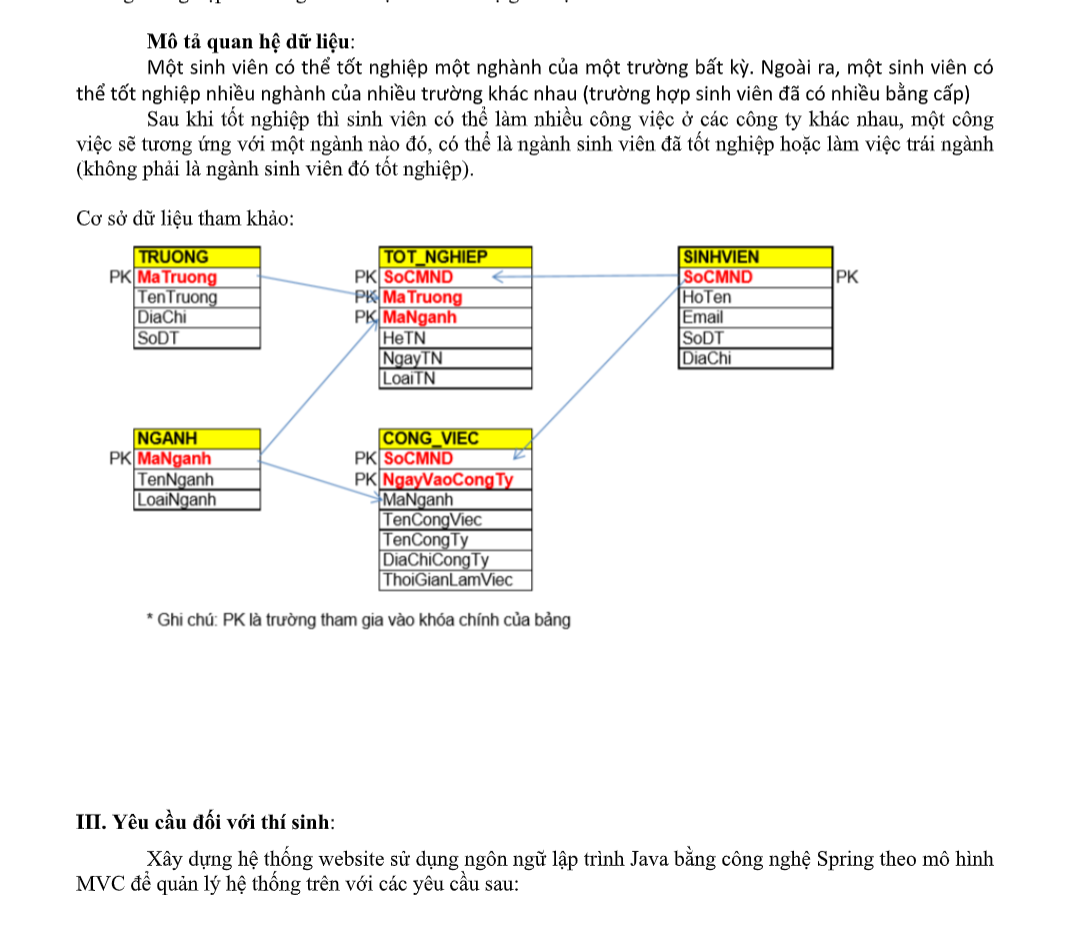 Mô tả quan hệ dữ liệu:
Một sinh viên có thể tốt nghiệp một nghành của một trường bất kỳ. Ngoài ra, một sinh viên có
thể tốt nghiệp nhiều nghành của nhiều trường khác nhau (trường hợp sinh viên đã có nhiều bằng cấp)
Sau khi tốt nghiệp thì sinh viên có thể làm nhiều công việc ở các công ty khác nhau, một công
việc sẽ tương ứng với một ngành nào đó, có thể là ngành sinh viên đã tốt nghiệp hoặc làm việc trái ngành
(không phải là ngành sinh viên đó tốt nghiệp).
Cơ sở dữ liệu tham khảo:
TRUONG
PK MaTruong
TenTruong
DiaChi
SoDT
TOT_NGHIEP
PK SoCMND
PK MaTruong
PK MaNganh
HeTN
NgayTN
LoaiTN
SINHVIEN
SoCMND PK
HoTen
Email
SoDT
DiaChi
NGANH
PK MaNganh
TenNganh
LoaiNganh
CONG_VIEC
PK SoCMND
PK NgayVaoCongTy
MaNganh
TenCongViec
TenCongTy
DiaChiCongTy
ThoiGianLamViec
* Ghi chú: PK là trường tham gia vào khóa chính của bảng
III. Yêu cầu đối với thí sinh:
Xây dựng hệ thống website sử dụng ngôn ngữ lập trình Java bằng công nghệ Spring theo mô hình
MVC để quản lý hệ thống trên với các yêu cầu sau: